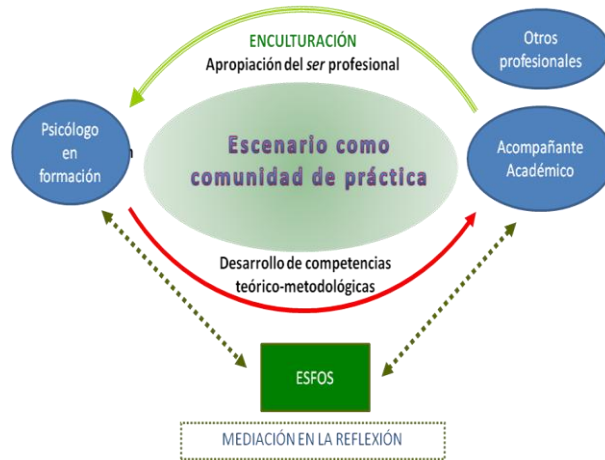 ENCULTURACIÓN
Apropiación del ser profesional
Otros
profesionales
Psicólogo
en
formación
Escenario como
comunidad de práctica
Acompañante
Académico
Desarrollo de competencias
teórico-metodológicas
ESFOS
MEDIACIÓN EN LA REFLEXIÓN